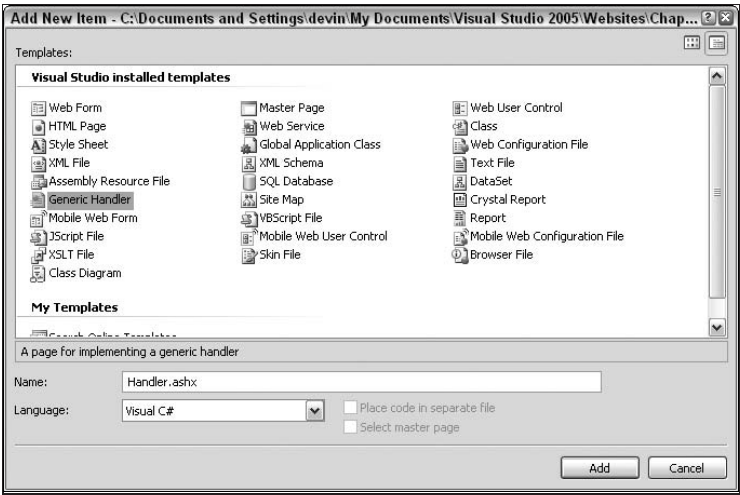 Add New Item - C:\Documents and Settings\devin\My Documents\Visual Studio 2005\Websites\Chap...
Templates:
Visual Studio installed templates
Web Form
Master Page
Web User Control
HTML Page
Web Service
Class
Style Sheet
Global Application Class
Web Configuration File
XML File
XML Schema
Text File
Assembly Resource File
SQL Database
DataSet
Generic Handler
Site Map
Crystal Report
Mobile Web Form
VBScript File
Report
JScript File
Mobile Web User Control
Mobile Web Configuration File
XSLT File
Skin File
Browser File
Class Diagram
My Templates
Search Online Templates
A page for implementing a generic handler
Name:
Handler.ashx
Language:
Visual C#
Place code in separate file
Select master page
Add
Cancel